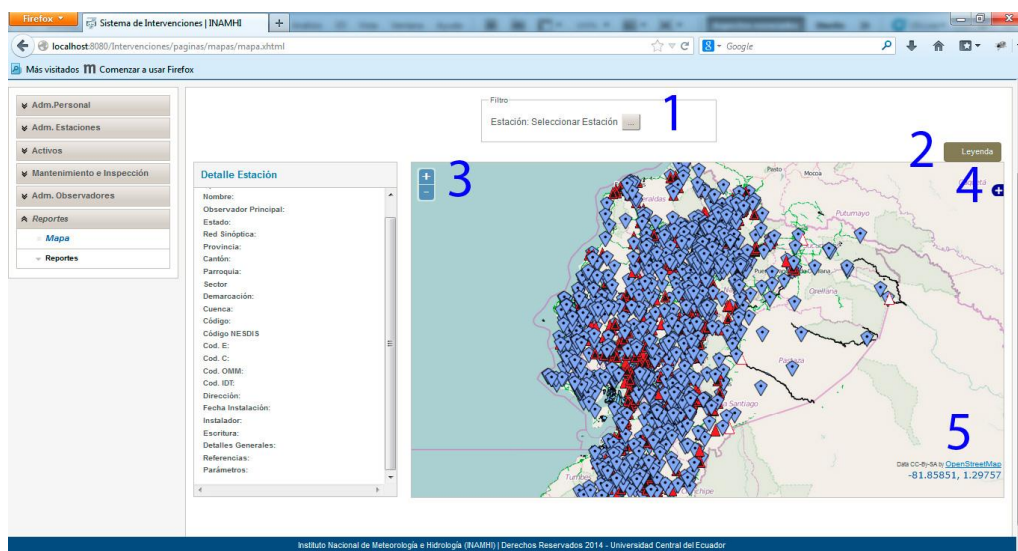 Firefox
Sistema de Intervenciones | INAMHI
localhost:8080/Intervenciones/paginas/mapas/mapa.xhtml
Google
Más visitados
Comenzar a usar Firefox
Adm.Personal
Adm. Estaciones
Activos
Mantenimiento e Inspección
Adm. Observadores
Reportes
Mapa
Reportes
Filtro
Estación: Seleccionar Estación ...
1
2
Leyenda
Detalle Estación
Nombre:
Observador Principal:
Estado:
Red Sinóptica:
Provincia:
Cantón:
Parroquia:
Sector
Demarcación:
Cuenca:
Código:
Código NESDIS
Cod. E:
Cod. C:
Cod. OMM:
Cod. IDT:
Dirección:
Fecha Instalación:
Instalador:
Escritura:
Detalles Generales:
Referencias:
Parámetros:
+
-
3
4
+
Pasto
Mocoa
Putumayo
Orellana
Pastaza
Santiago
Tumbes
5
Data CC-By-SA by OpenStreetMap
-81.85851, 1.29757
Instituto Nacional de Meteorología e Hidrología (INAMHI) | Derechos Reservados 2014 - Universidad Central del Ecuador